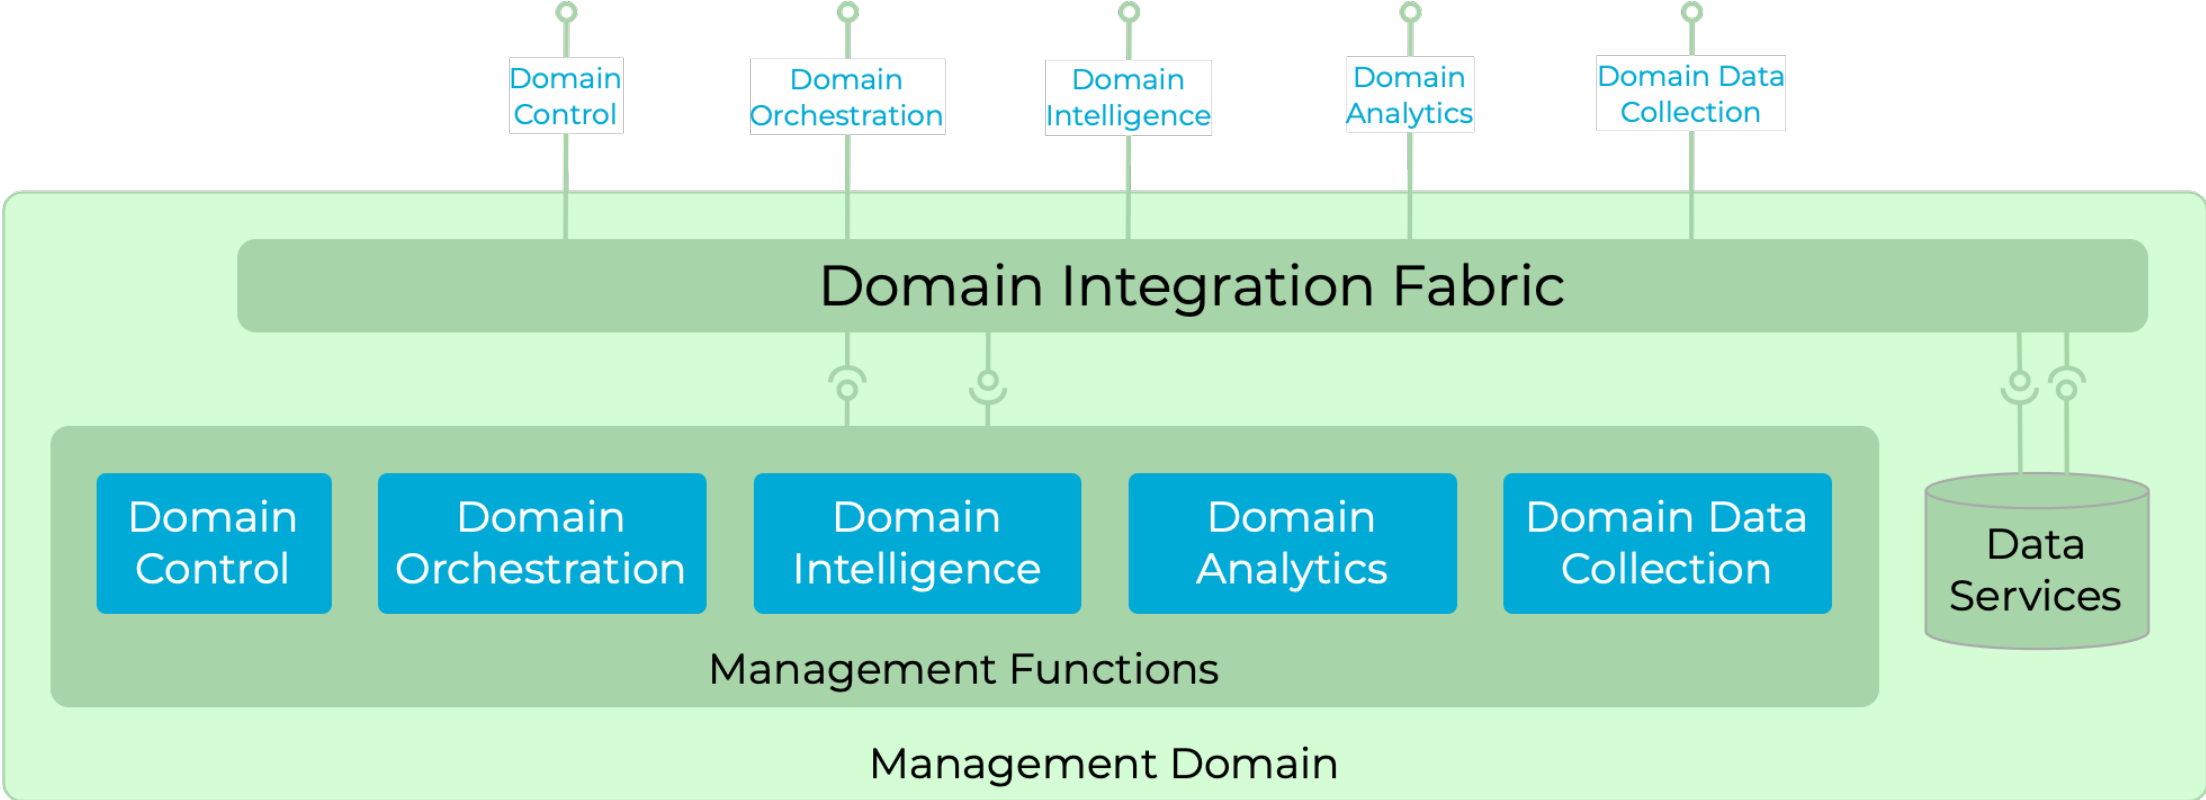 Domain
Control
Domain
Orchestration
Domain
Intelligence
Domain
Analytics
Domain Data
Collection
Domain Integration Fabric
Domain
Control
Domain
Orchestration
Domain
Intelligence
Domain
Analytics
Domain Data
Collection
Data
Services
Management Functions
Management Domain